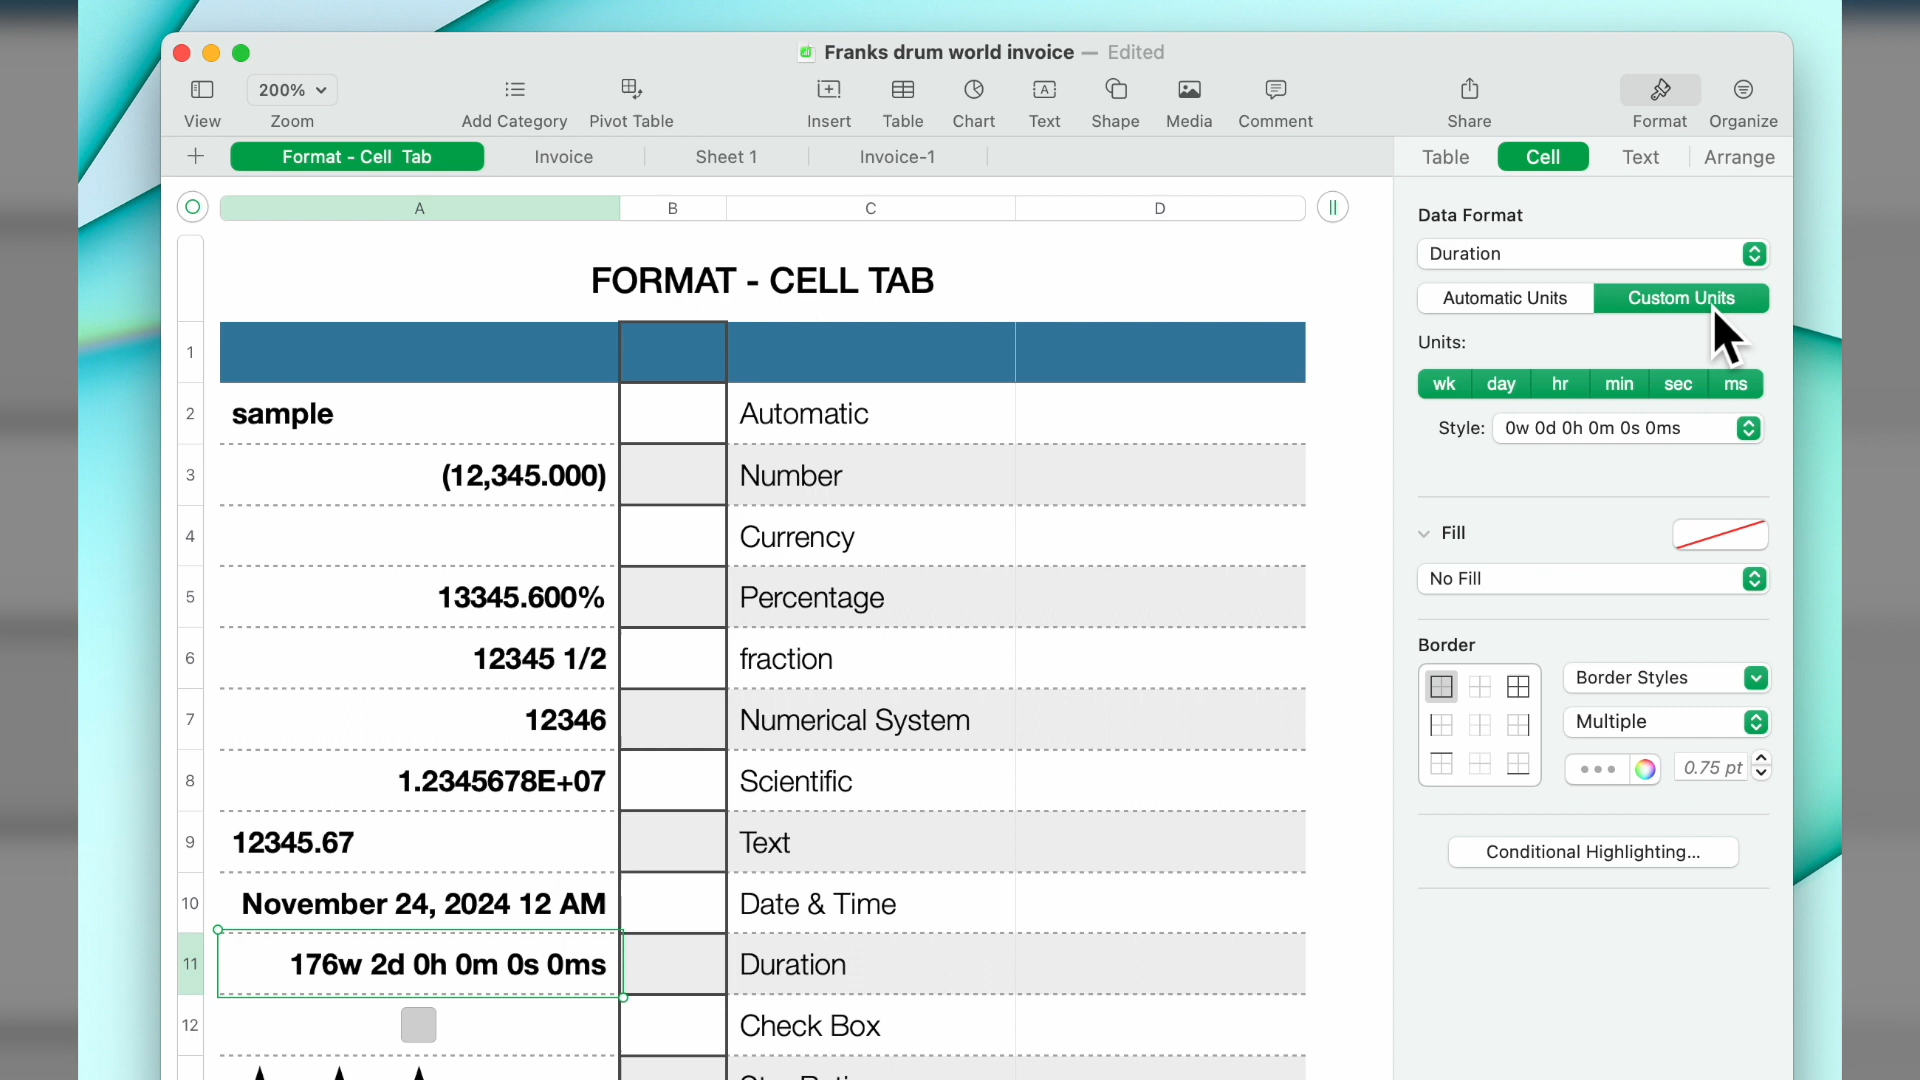 Franks drum world invoice — Edited
200%
View Zoom Add Category Pivot Table Insert Table Chart Text Shape Media Comment Share Format Organize
Format - Cell Tab Invoice Sheet 1 Invoice-1
Table Cell Text Arrange
A B C D
FORMAT - CELL TAB
1
2 sample Automatic
3 (12,345.000) Number
4 Currency
5 13345.600% Percentage
6 12345 1/2 fraction
7 12346 Numerical System
8 1.2345678E+07 Scientific
9 12345.67 Text
10 November 24, 2024 12 AM Date & Time
11 176w 2d 0h 0m 0s 0ms Duration
12 Check Box
Data Format
Duration
Automatic Units Custom Units
Units:
wk day hr min sec ms
Style: 0w 0d 0h 0m 0s 0ms
Fill
No Fill
Border
Border Styles
Multiple
0.75 pt
Conditional Highlighting...